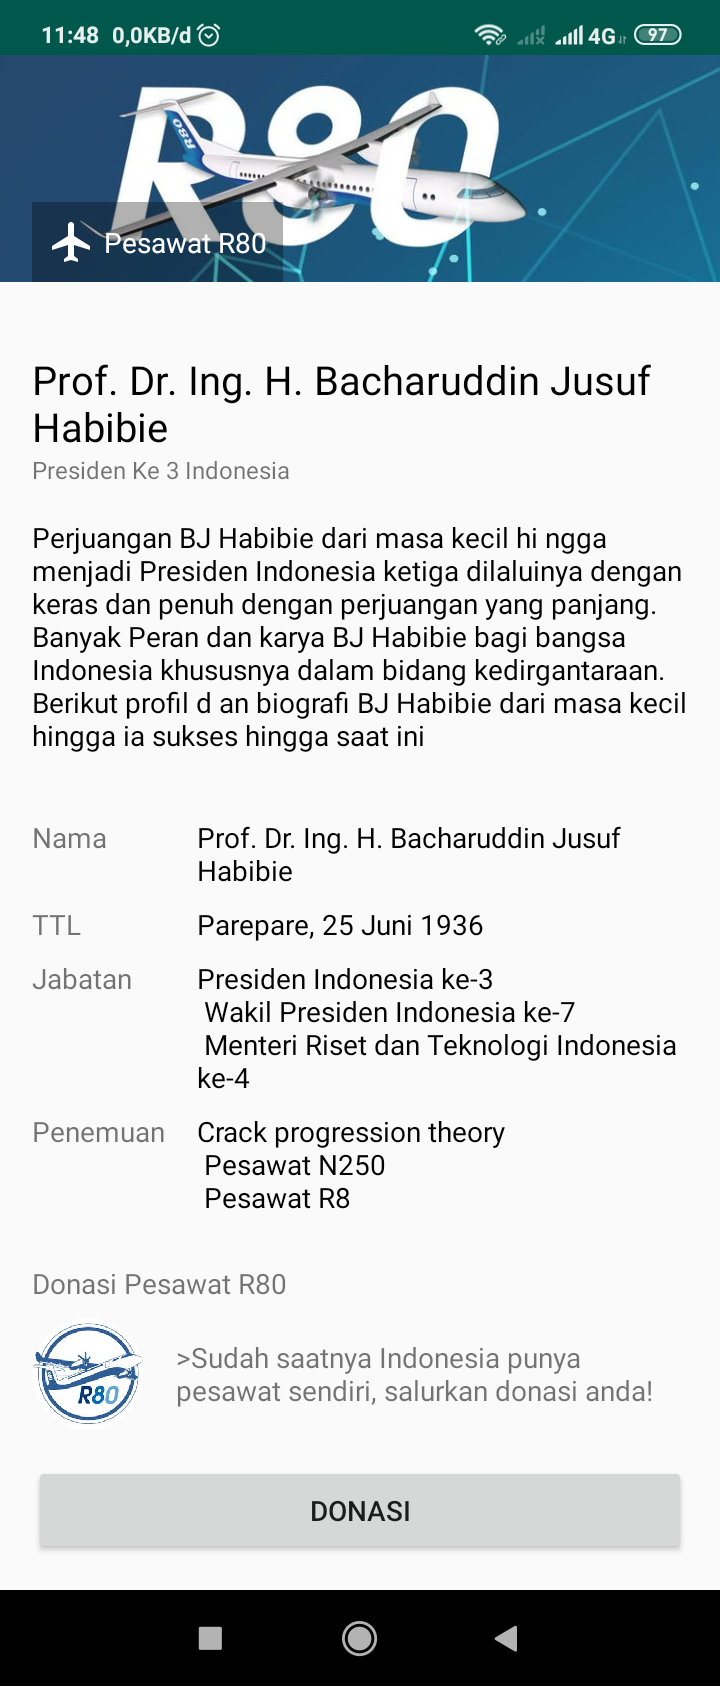 11:48 0,0KB/d 4G 97
R80
R80
Pesawat R80
Prof. Dr. Ing. H. Bacharuddin Jusuf
Habibie
Presiden Ke 3 Indonesia
Perjuangan BJ Habibie dari masa kecil hi ngga
menjadi Presiden Indonesia ketiga dilaluinya dengan
keras dan penuh dengan perjuangan yang panjang.
Banyak Peran dan karya BJ Habibie bagi bangsa
Indonesia khususnya dalam bidang kedirgantaraan.
Berikut profil d an biografi BJ Habibie dari masa kecil
hingga ia sukses hingga saat ini
Nama Prof. Dr. Ing. H. Bacharuddin Jusuf
Habibie
TTL Parepare, 25 Juni 1936
Jabatan Presiden Indonesia ke-3
Wakil Presiden Indonesia ke-7
Menteri Riset dan Teknologi Indonesia
ke-4
Penemuan Crack progression theory
Pesawat N250
Pesawat R8
Donasi Pesawat R80
R80
>Sudah saatnya Indonesia punya
pesawat sendiri, salurkan donasi anda!
DONASI